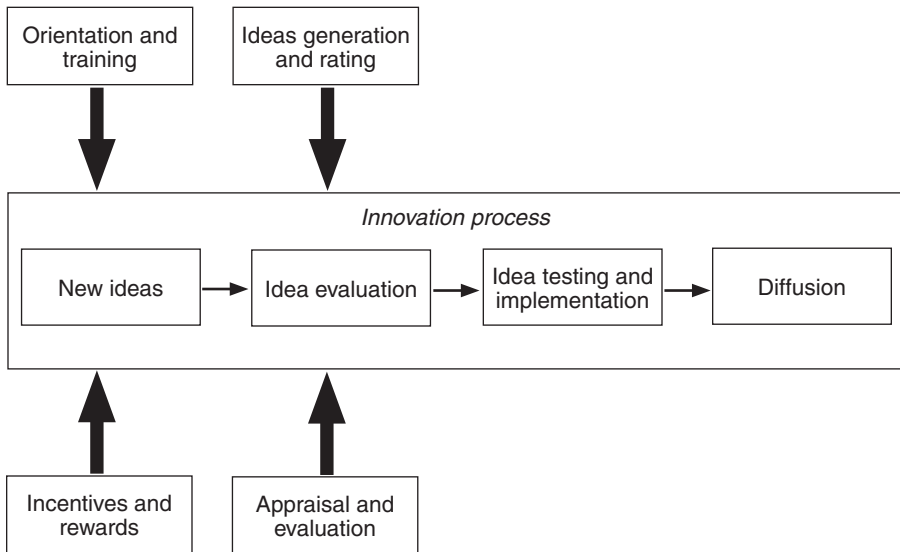 Orientation and
training
Ideas generation
and rating
Innovation process
New ideas
Idea evaluation
Idea testing and
implementation
Diffusion
Incentives and
rewards
Appraisal and
evaluation